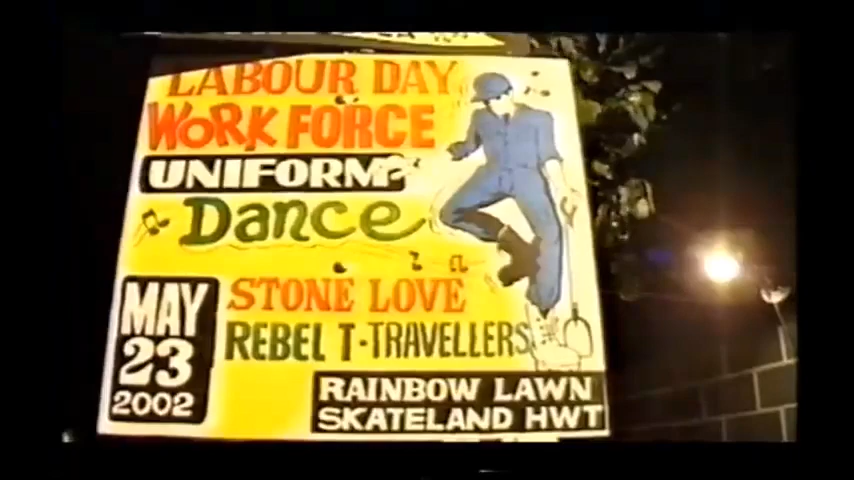 LABOUR DAY
WORK FORCE
UNIFORM
Dance
MAY
23
2002
STONE LOVE
REBEL T-TRAVELLERS
RAINBOW LAWN
SKATELAND HWT